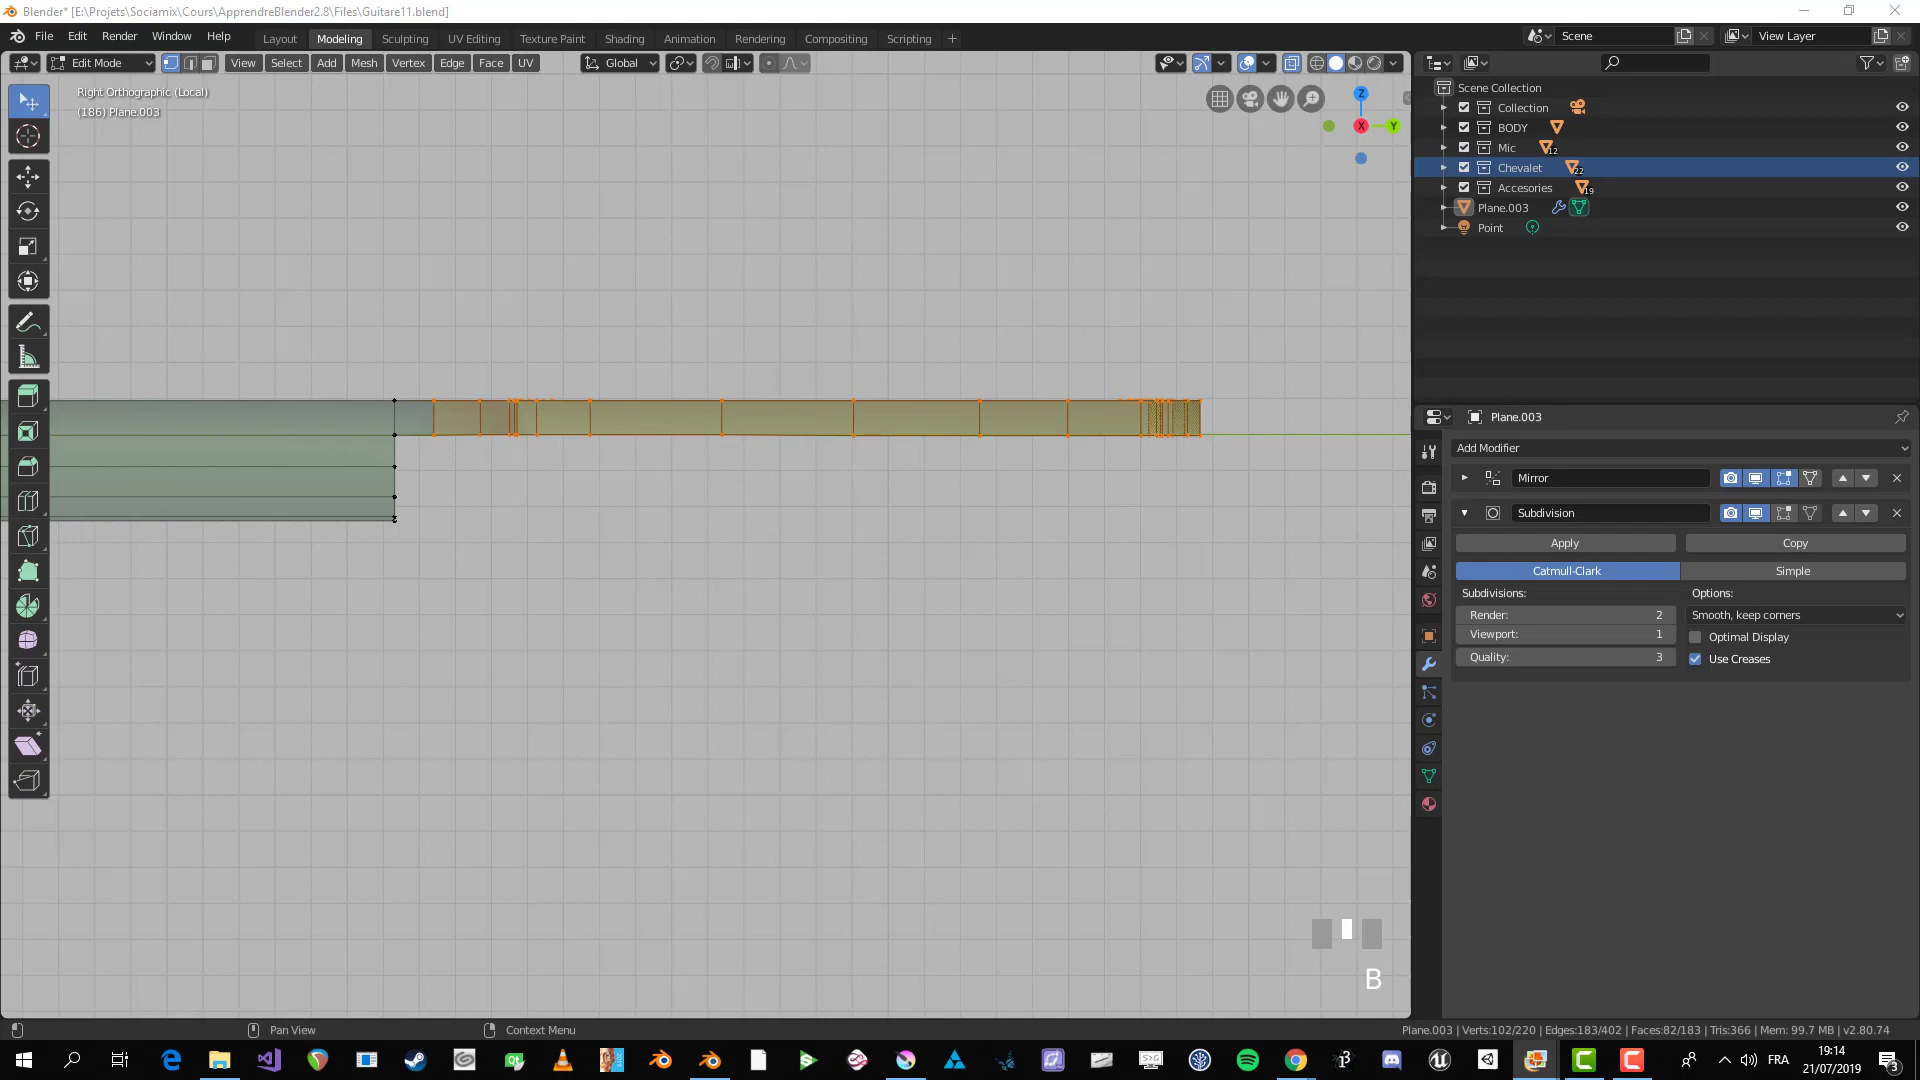 Blender* [E:\Projets\Sociamix\Cours\ApprendreBlender2.8\Files\Guitare11.blend]
File Edit Render Window Help Layout Modeling Sculpting UV Editing Texture Paint Shading Animation Rendering Compositing Scripting + Scene View Layer
Edit Mode View Select Add Mesh Vertex Edge Face UV Global
Right Orthographic (Local)
(186) Plane.003
Z
X
Y
Scene Collection
Collection
BODY
Mic 12
Chevalet 22
Accesories 19
Plane.003
Point
Plane.003
Add Modifier
Mirror
Subdivision
Apply Copy
Catmull-Clark Simple
Subdivisions: Options:
Render: 2 Smooth, keep corners
Viewport: 1 Optimal Display
Quality: 3 Use Creases
B
Pan View Context Menu Plane.003 | Verts:102/220 | Edges:183/402 | Faces:82/183 | Tris:366 | Mem: 99.7 MB | v2.80.74
FRA
19:14
21/07/2019
3